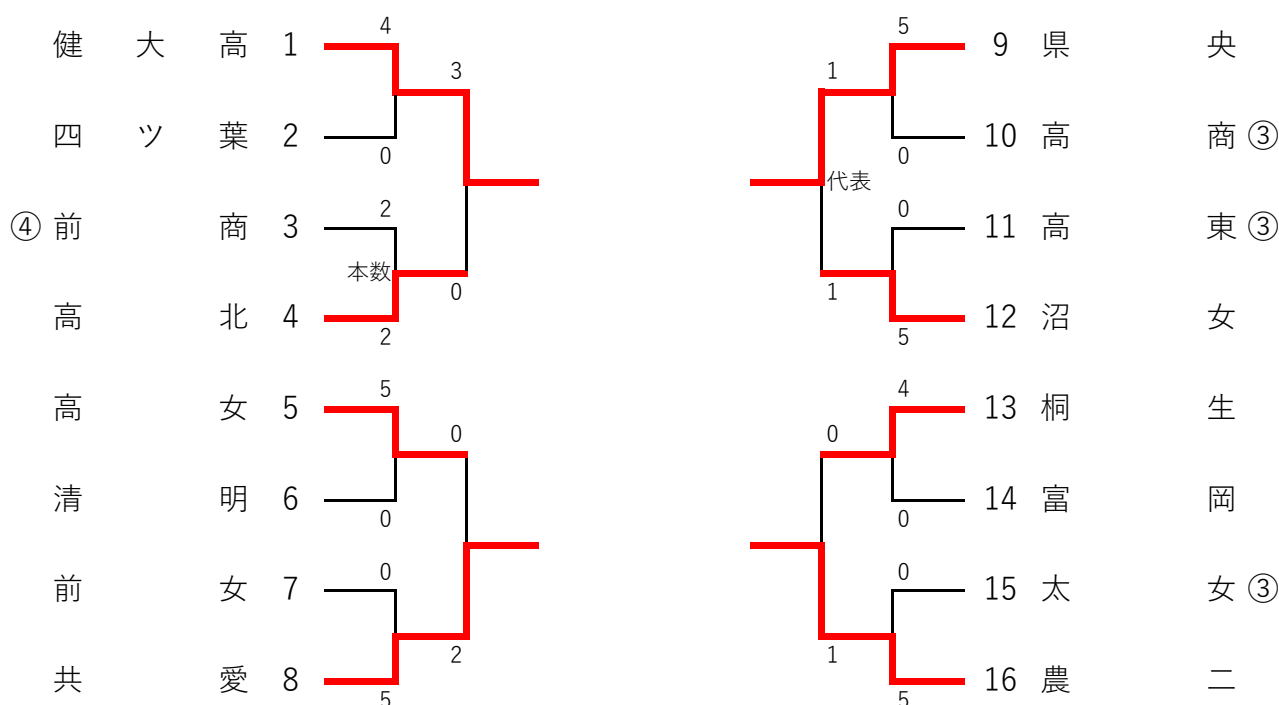 4 5
健大高 1 9 県央
3 1
四ツ葉 2 10 高商③
0 0
代表
2 0
④前商 3 11 高東③
本数
0 1
高北 4 12 沼女
2 5
5 4
高女 5 13 桐生
0 0
清明 6 14 富岡
0 0
0 0
前女 7 15 太女③
2 1
共愛 8 16 農二
5 5